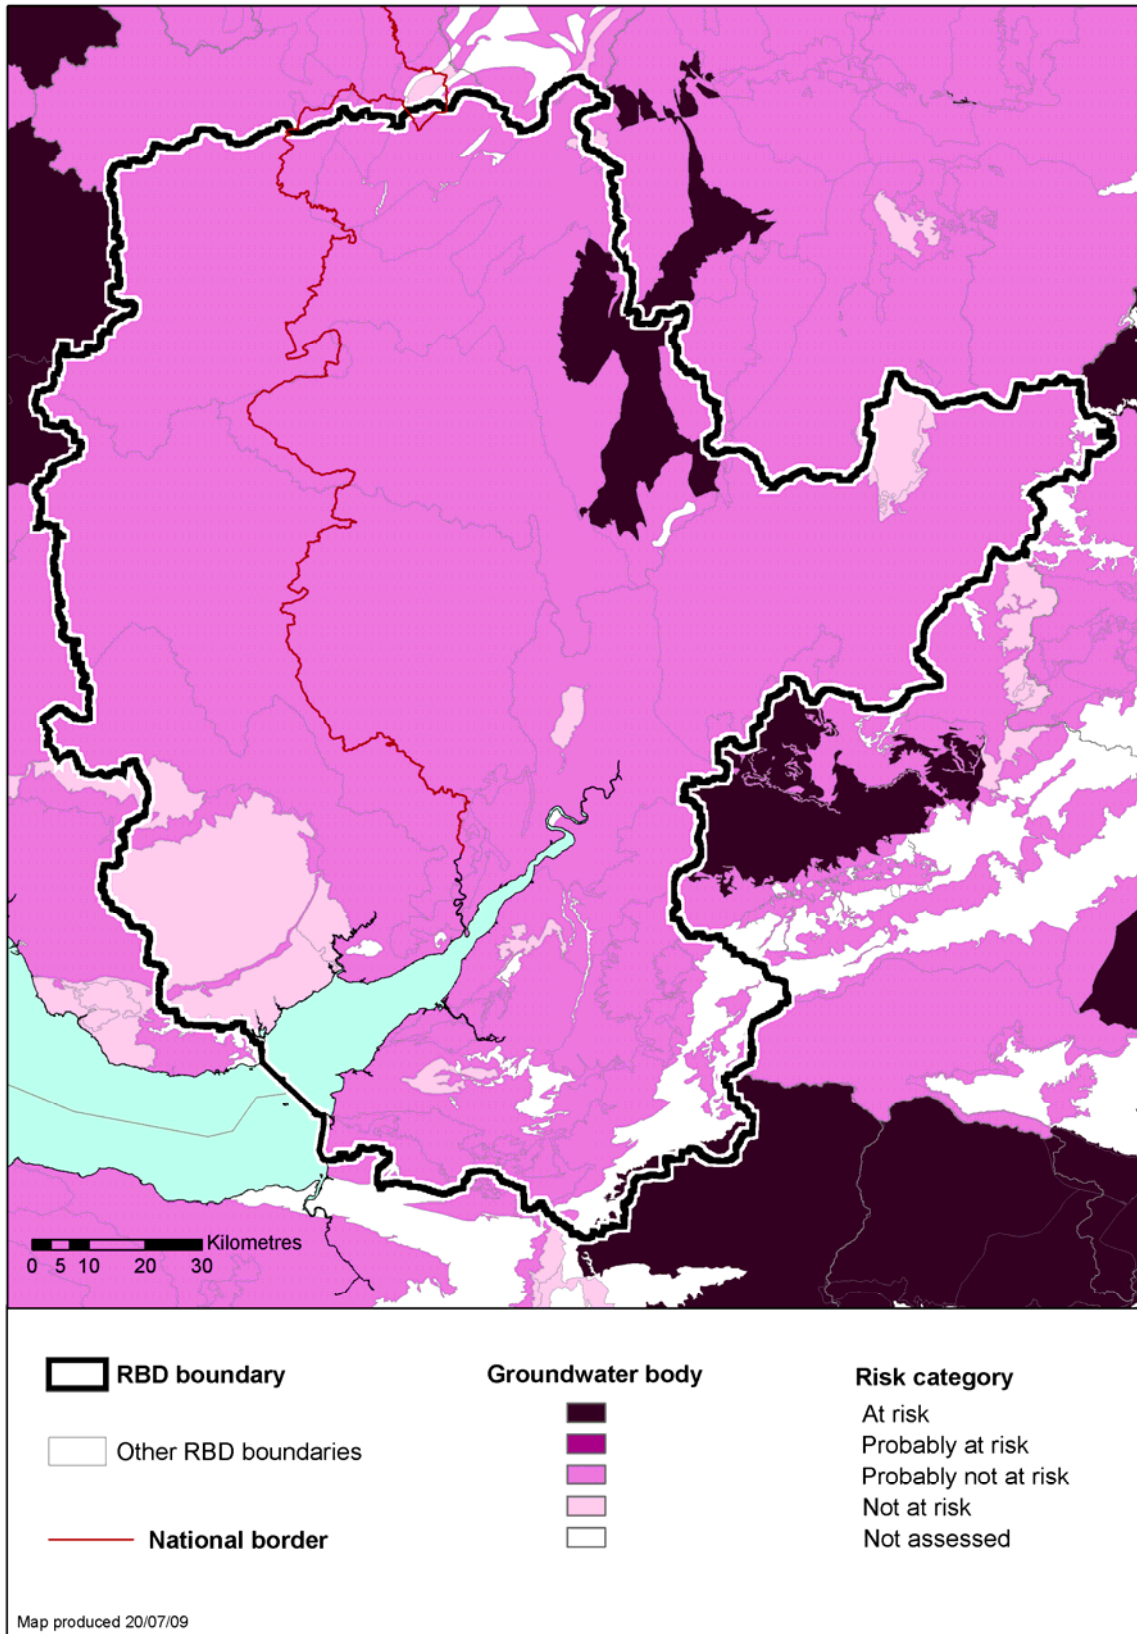 Kilometres
0 5 10 20 30
RBD boundary
Other RBD boundaries
National border
Groundwater body
Risk category
At risk
Probably at risk
Probably not at risk
Not at risk
Not assessed
Map produced 20/07/09